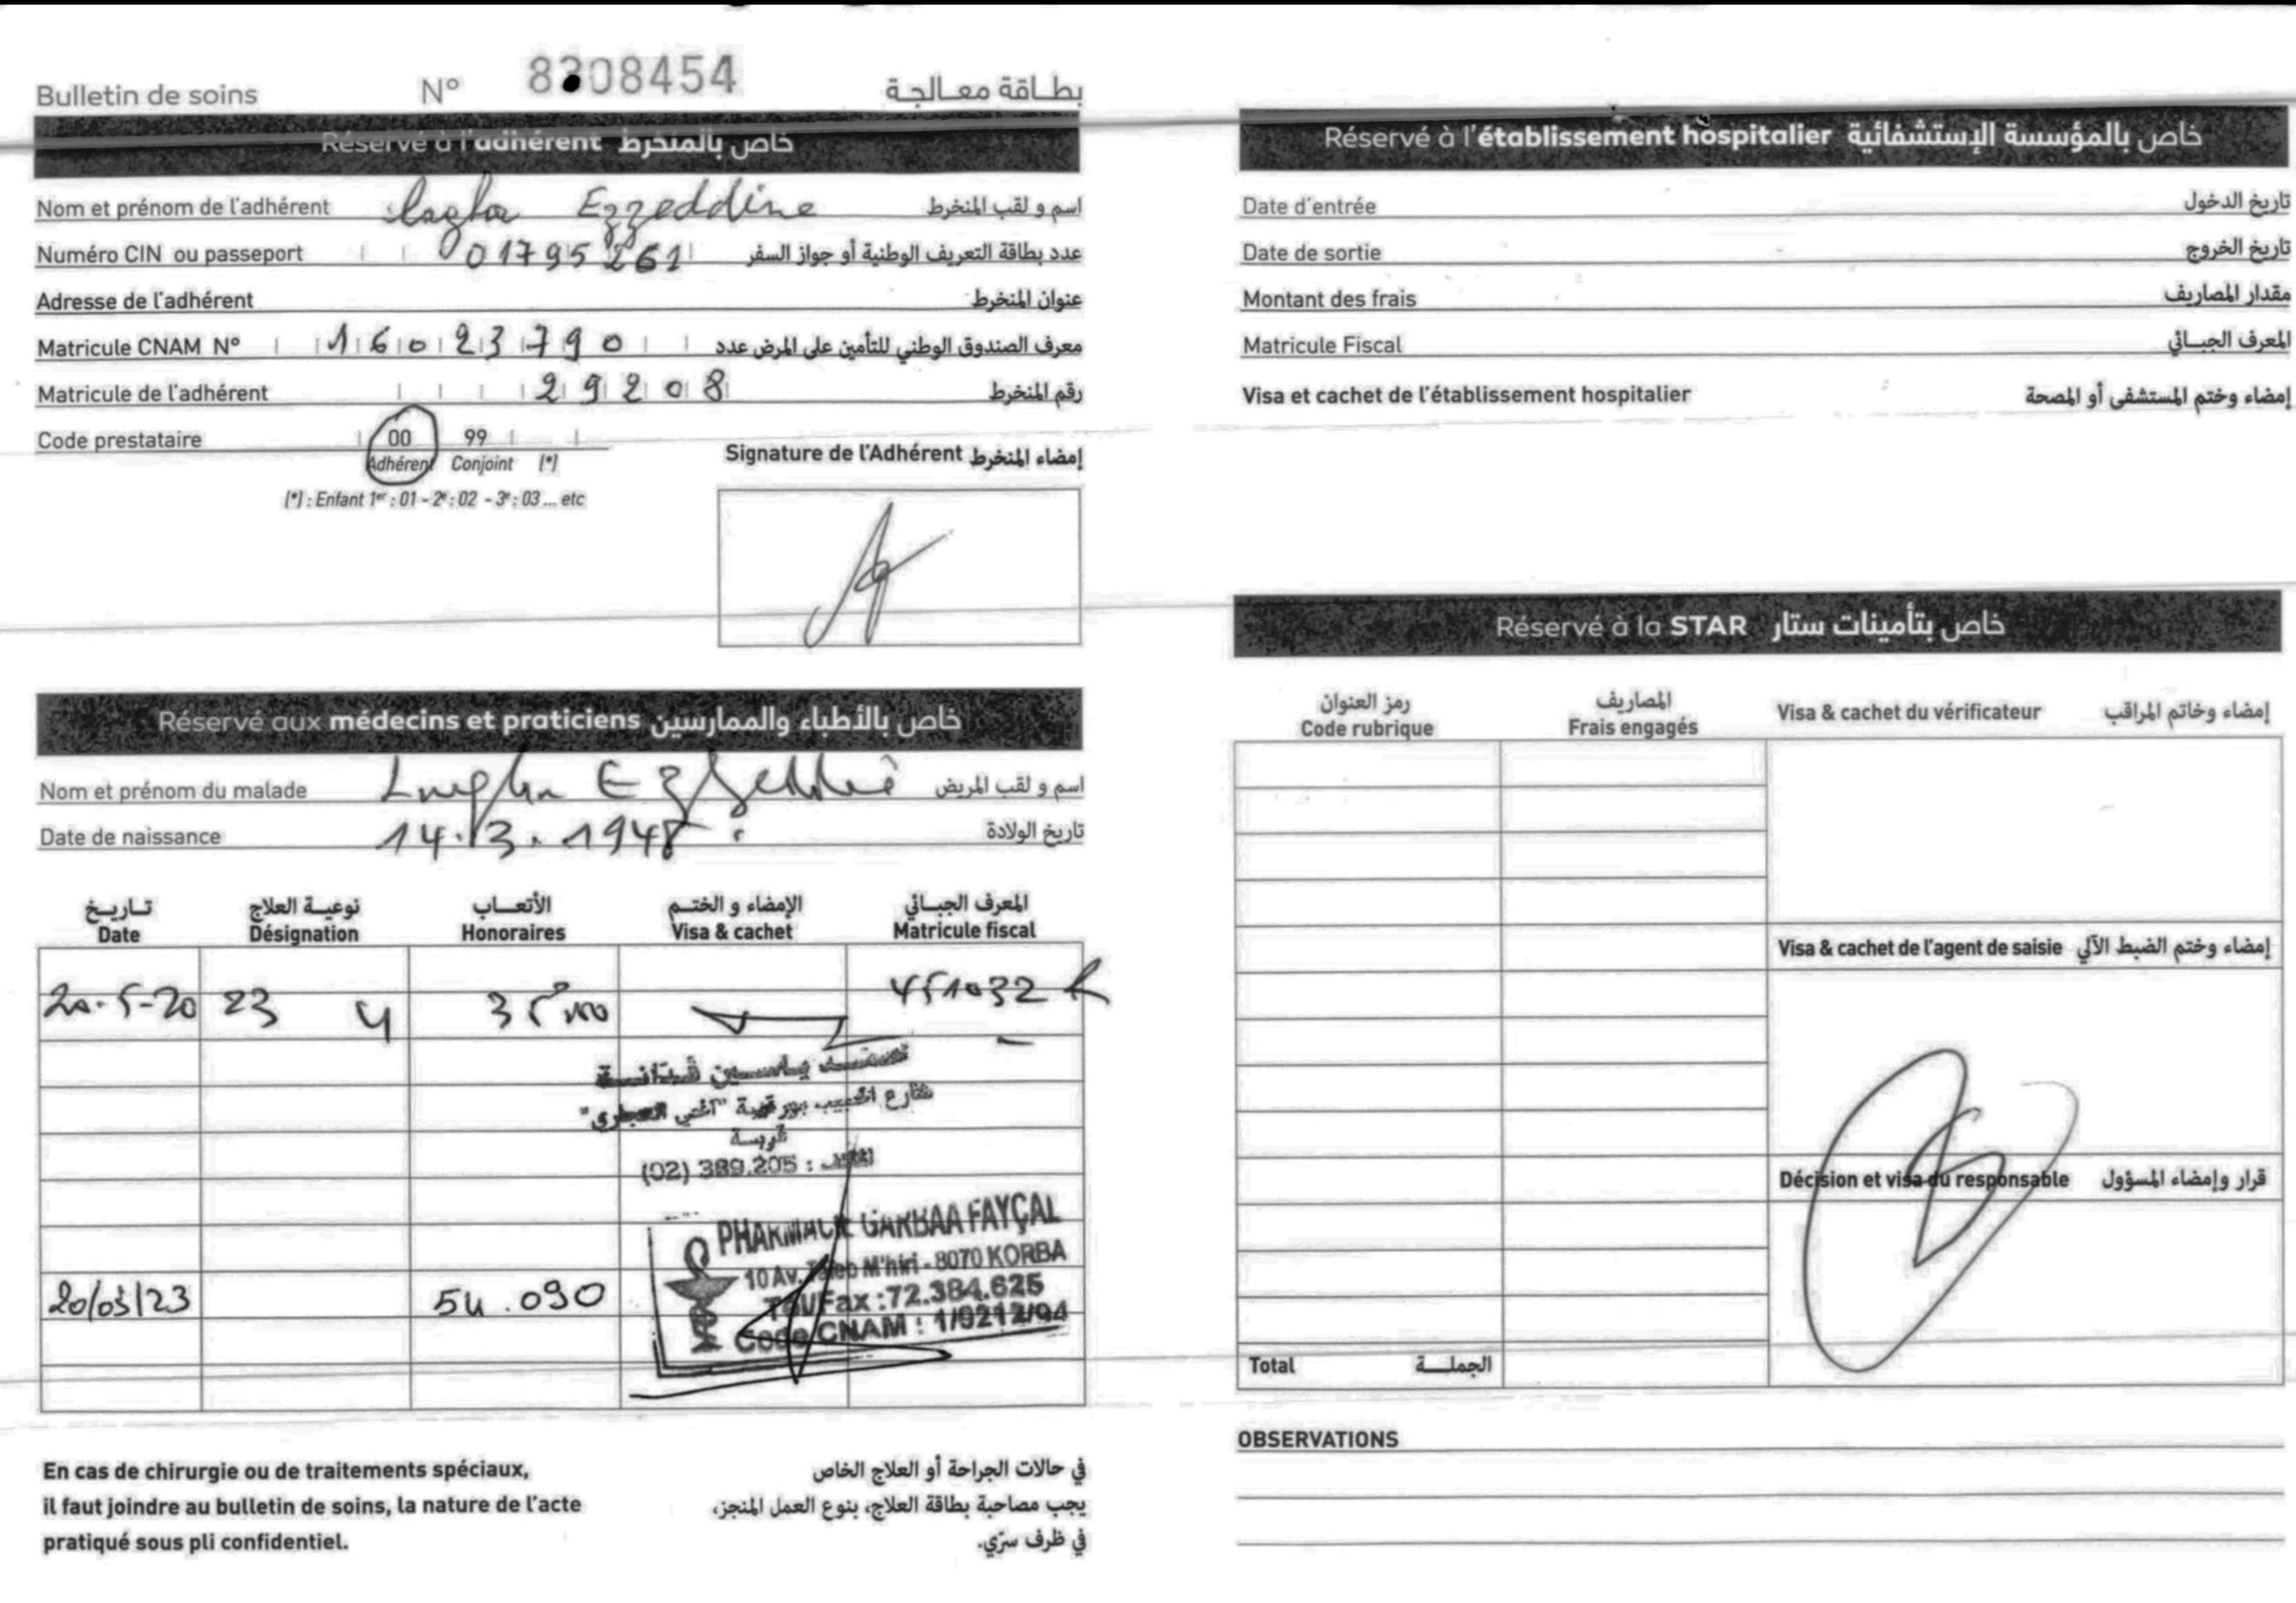 Bulletin de soins N° 8308454 بطاقة معالجة
Réservé à l'adhérent خاص بالمنخرط
Nom et prénom de l'adhérent Lagha Ezzeddine اسم و لقب المنخرط
Numéro CIN ou passeport 01795261 عدد بطاقة التعريف الوطنية أو جواز السفر
Adresse de l'adhérent عنوان المنخرط
Matricule CNAM N° 16023790 معرف الصندوق الوطني للتأمين على المرض عدد
Matricule de l'adhérent 29208 رقم المنخرط
Code prestataire 00 99
Adhérent Conjoint (*)
(*) : Enfant 1er : 01 - 2e : 02 - 3e : 03 ... etc
Signature de l'Adhérent إمضاء المنخرط
Réservé aux médecins et praticiens خاص بالأطباء والممارسين
Nom et prénom du malade Lagha اسم و لقب المريض
Date de naissance 14.3.1948 تاريخ الولادة
تاريخ نوعية العلاج الأتعاب الإمضاء و الختم المعرف الجبائي
Date Désignation Honoraires Visa & cachet Matricule fiscal
20-5-20 23 451032
ياسين
شارع الحبيب بورقيبة
قربة
(02) 389.205 : الهاتف
PHARMACIE GARBAA FAYÇAL
10 Av. Taieb M'hiri - 8070 KORBA
Tél/Fax : 72.384.625
Code CNAM : 1/9212/94
20/05/23 54.090
En cas de chirurgie ou de traitements spéciaux,
il faut joindre au bulletin de soins, la nature de l'acte
pratiqué sous pli confidentiel.
في حالات الجراحة أو العلاج الخاص
يجب مصاحبة بطاقة العلاج، بنوع العمل المنجز،
في ظرف سرّي.
Réservé à l'établissement hospitalier خاص بالمؤسسة الإستشفائية
Date d'entrée تاريخ الدخول
Date de sortie تاريخ الخروج
Montant des frais مقدار المصاريف
Matricule Fiscal المعرف الجبائي
Visa et cachet de l'établissement hospitalier إمضاء وختم المستشفى أو المصحة
Réservé à la STAR خاص بتأمينات ستار
رمز العنوان المصاريف
Code rubrique Frais engagés Visa & cachet du vérificateur إمضاء وخاتم المراقب
Visa & cachet de l'agent de saisie إمضاء وختم الضبط الآلي
Décision et visa du responsable قرار وإمضاء المسؤول
Total الجملة
OBSERVATIONS